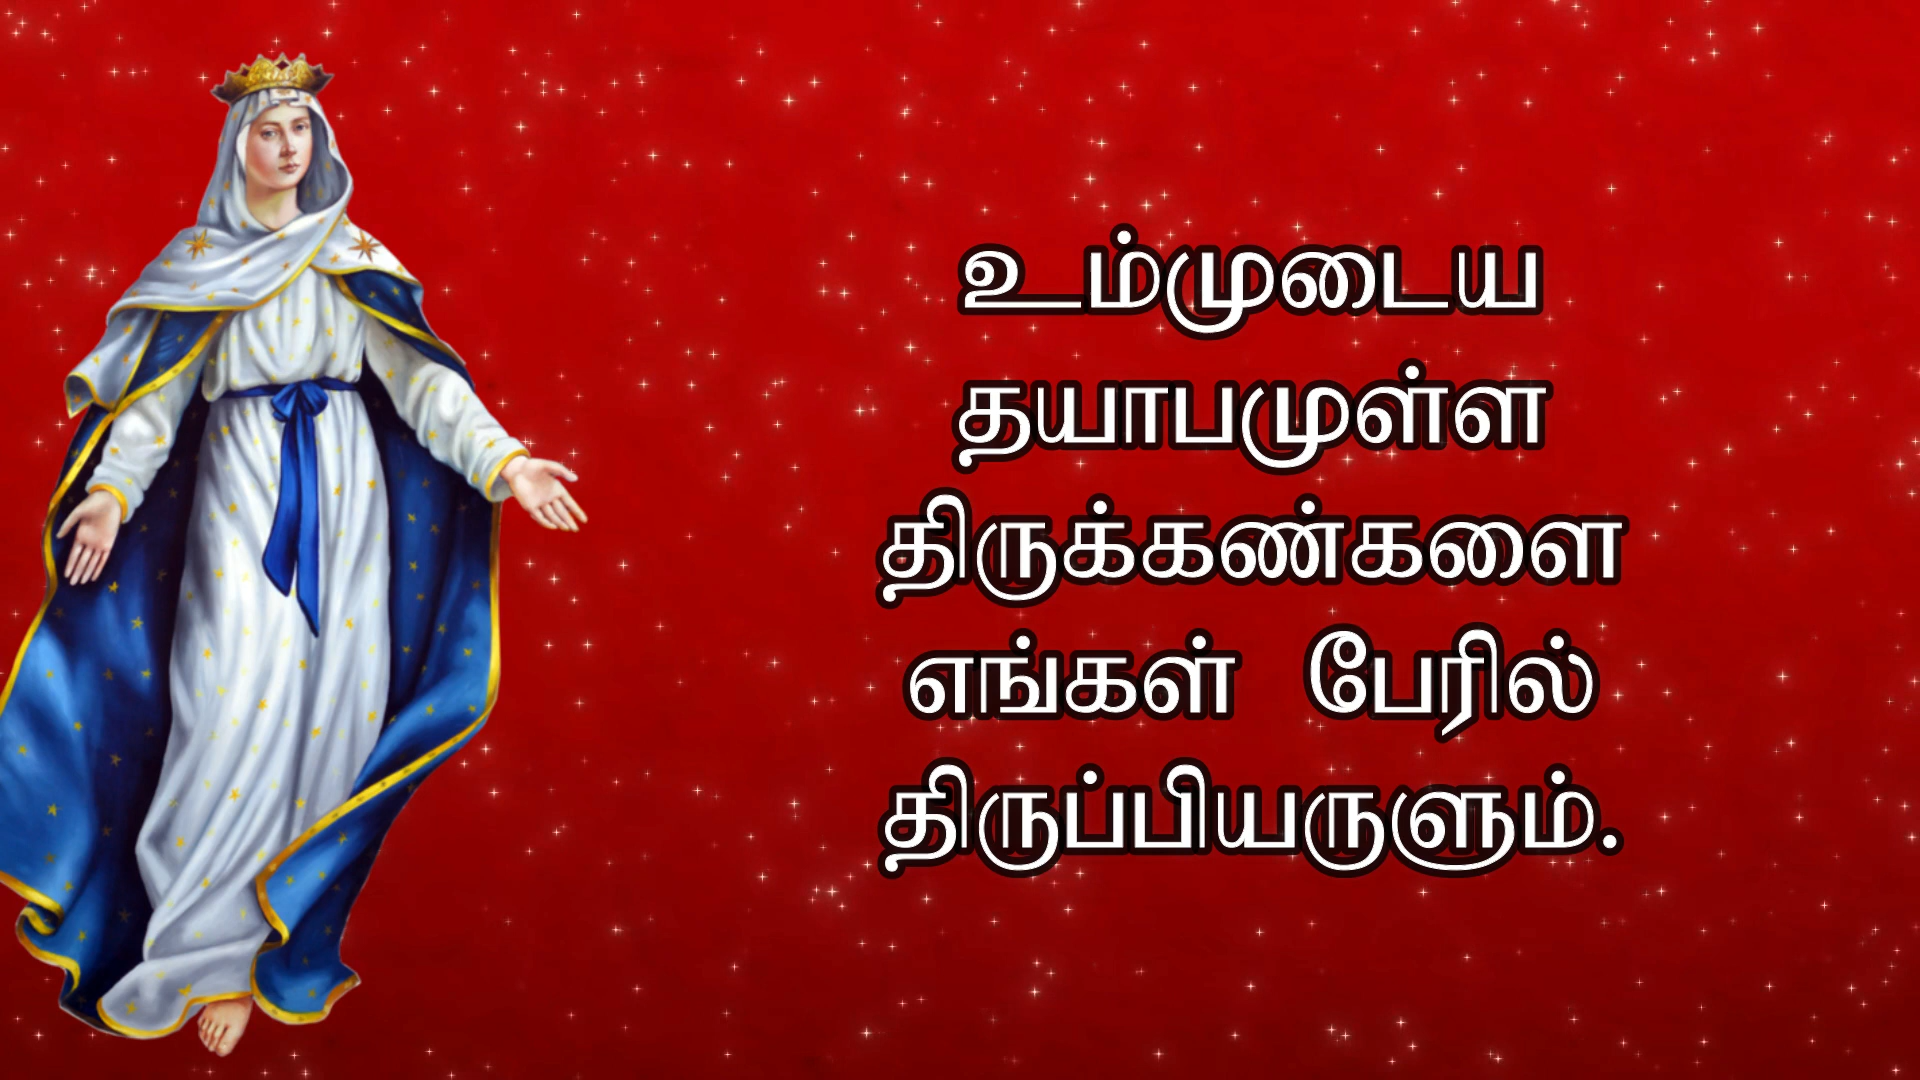 உம்முடைய
தயாபமுள்ள
திருக்கண்களை
எங்கள் பேரில்
திருப்பியருளும்.